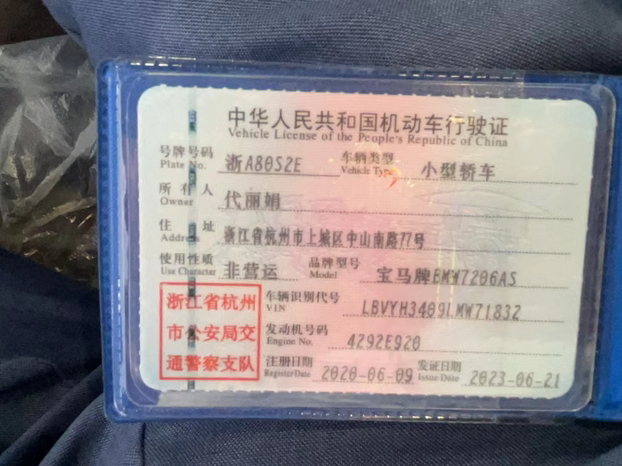 中华人民共和国机动车行驶证
Vehicle License of the People's Republic of China
号牌号码 浙A80S2E 车辆类型 小型轿车
Plate No. Vehicle Type
所有人 代丽娟
Owner
住址 浙江省杭州市上城区中山南路77号
Address
使用性质 非营运 品牌型号 宝马牌BMW7206AS
Use Character Model
浙江省杭州 车辆识别代号 LBVYH3409LMW71832
VIN
市公安局交 发动机号码 4292E920
Engine No.
通警察支队 注册日期 2020-06-09 发证日期 2023-06-21
Register Date Issue Date